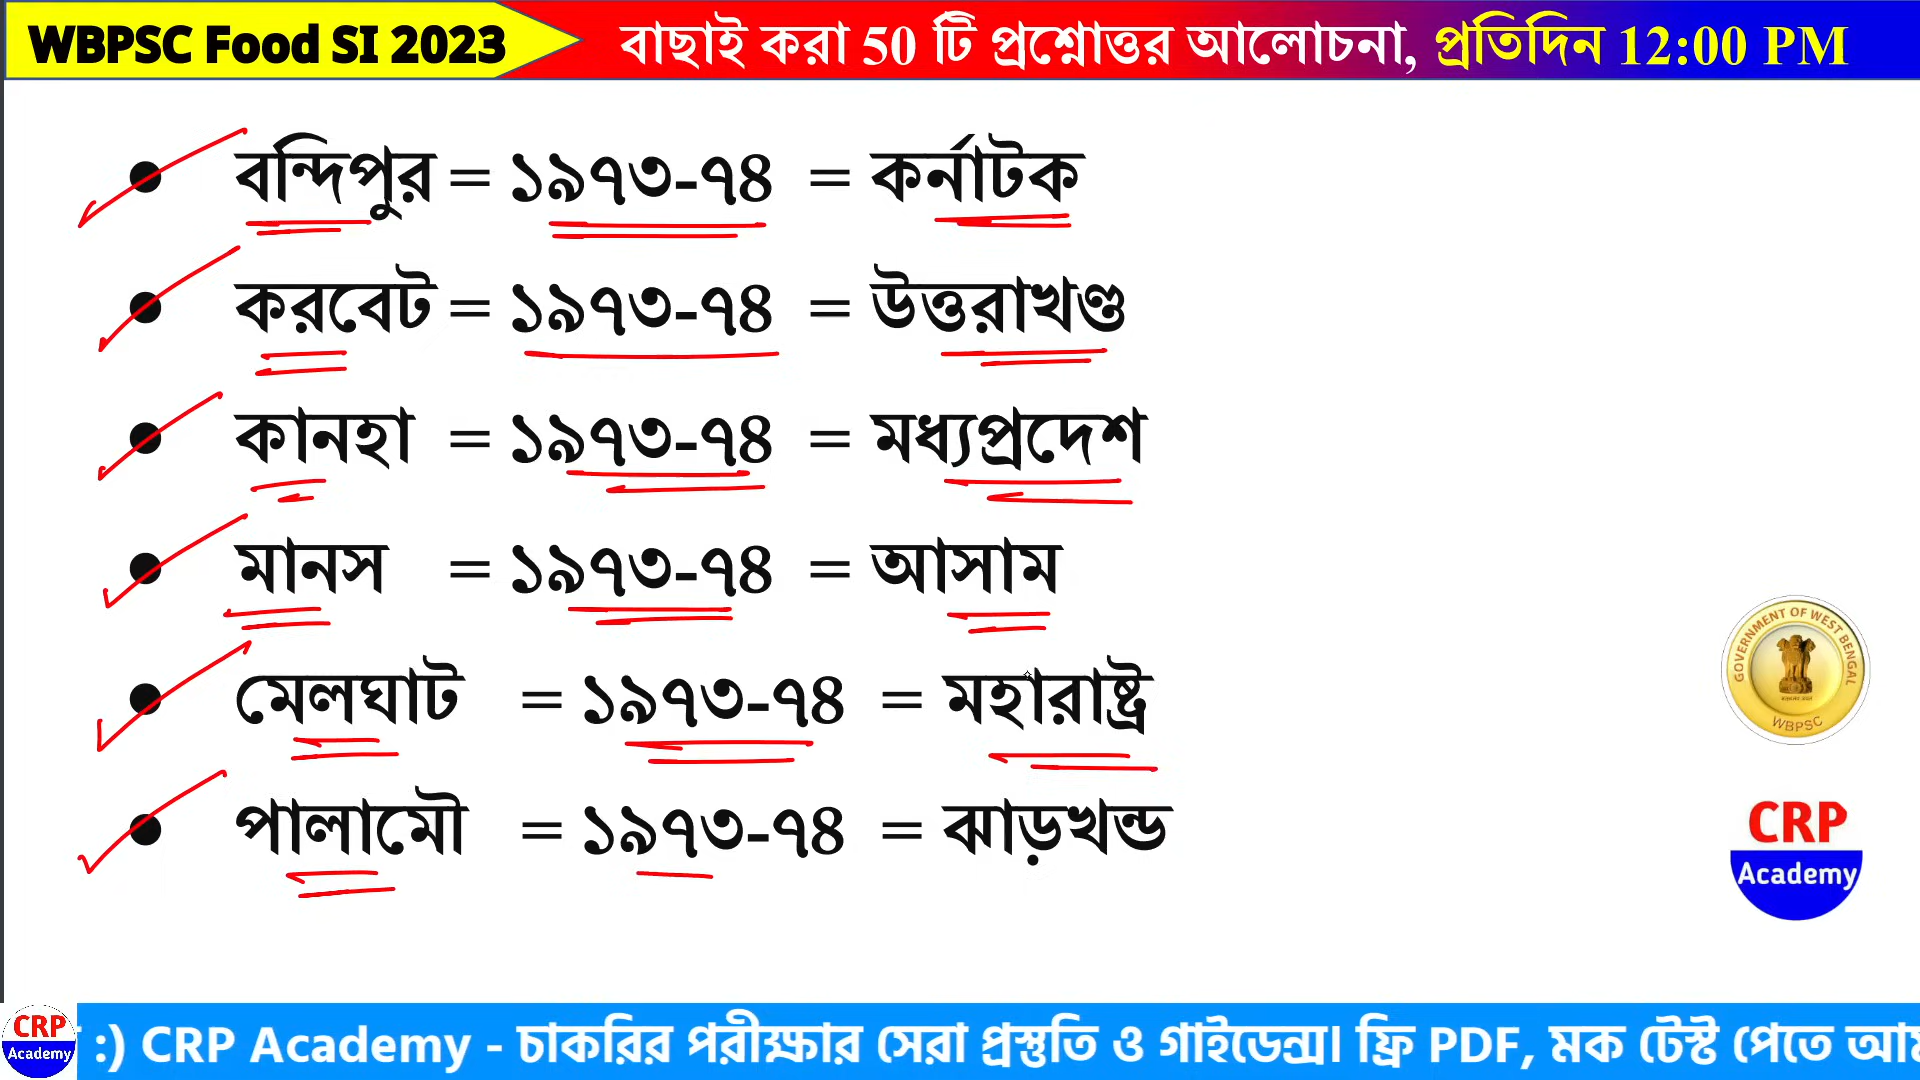 WBPSC Food SI 2023
বাছাই করা 50 টি প্রশ্নোত্তর আলোচনা, প্রতিদিন 12:00 PM
● বন্দিপুর = ১৯৭৩-৭৪ = কর্নাটক
● করবেট = ১৯৭৩-৭৪ = উত্তরাখণ্ড
● কানহা = ১৯৭৩-৭৪ = মধ্যপ্রদেশ
● মানস = ১৯৭৩-৭৪ = আসাম
● মেলঘাট = ১৯৭৩-৭৪ = মহারাষ্ট্র
● পালামৌ = ১৯৭৩-৭৪ = ঝাড়খন্ড
GOVERNMENT OF WEST BENGAL
WBPSC
CRP
Academy
CRP
Academy
:) CRP Academy - চাকরির পরীক্ষার সেরা প্রস্তুতি ও গাইডেন্স। ফ্রি PDF, মক টেস্ট পেতে